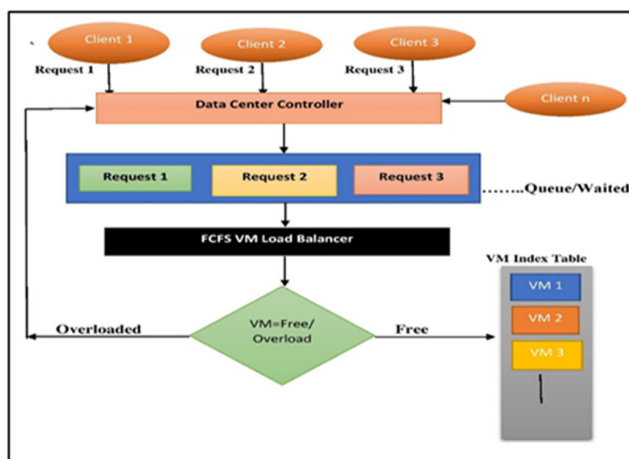 Client 1
Client 2
Client 3
Request 1
Request 2
Request 3
Data Center Controller
Client n
Request 1
Request 2
Request 3
........Queue/Waited
FCFS VM Load Balancer
VM Index Table
VM 1
VM=Free/
Overload
VM 2
Overloaded
Free
VM 3